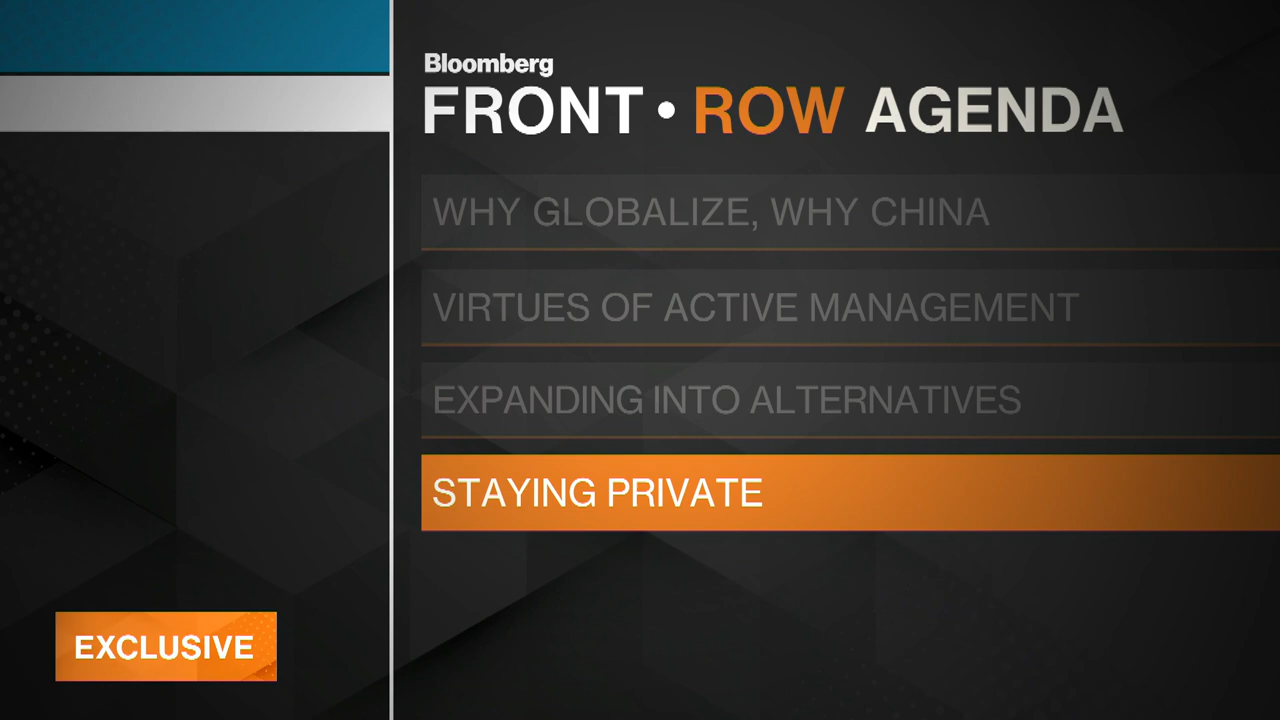 Bloomberg
FRONT • ROW AGENDA
WHY GLOBALIZE, WHY CHINA
VIRTUES OF ACTIVE MANAGEMENT
EXPANDING INTO ALTERNATIVES
STAYING PRIVATE
EXCLUSIVE